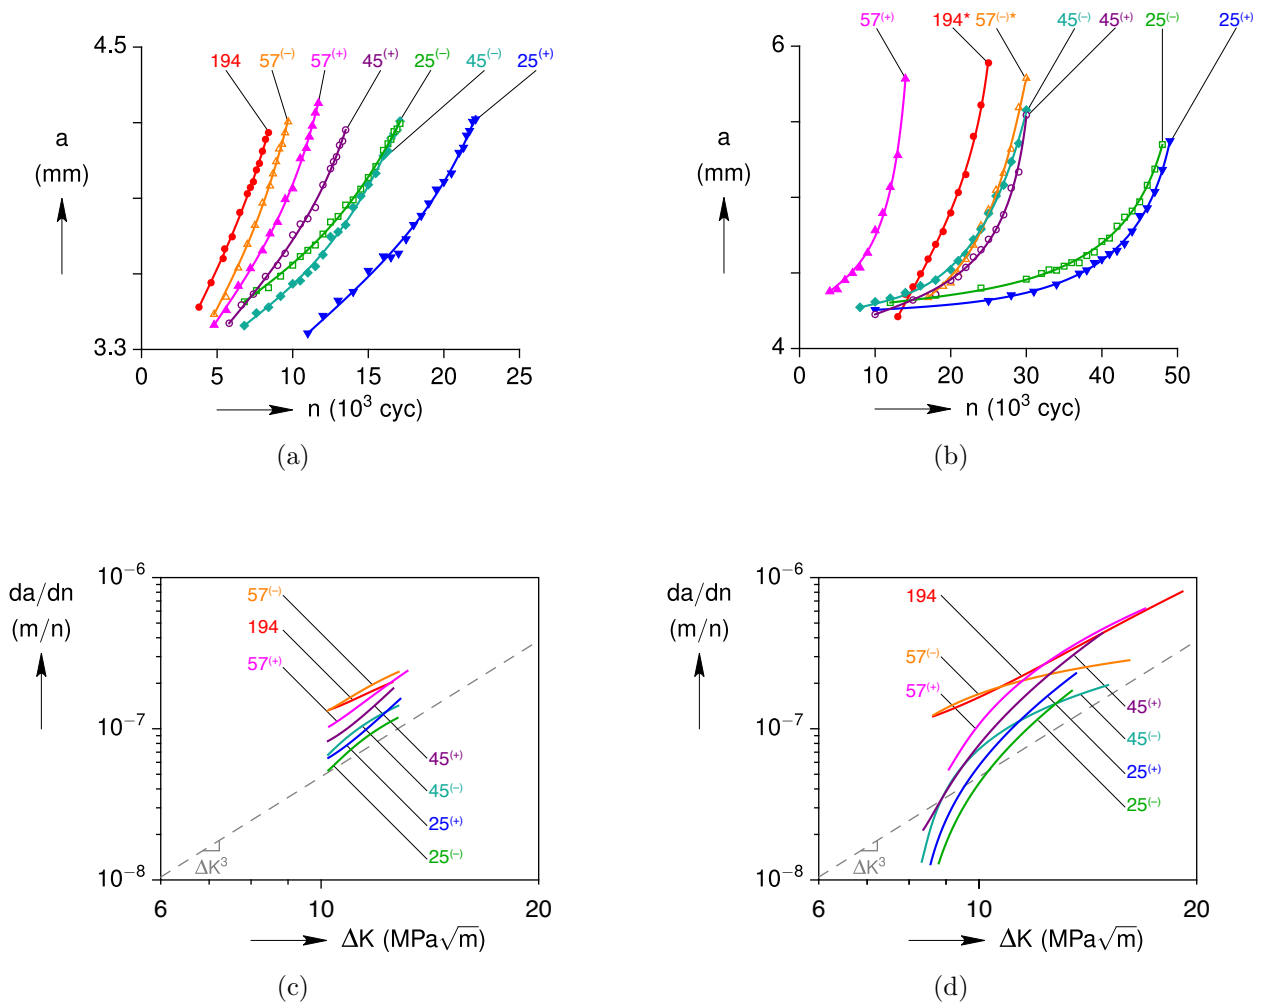 57(+) 194* 57(−)* 45(−) 45(+) 25(−) 25(+)
4.5
194 57(−) 57(+) 45(+) 25(−) 45(−) 25(+)
6
a
(mm)
a
(mm)
3.3
4
0 5 10 15 20 25
0 10 20 30 40 50
n (10³ cyc)
n (10³ cyc)
(a)
(b)
10⁻⁶
da/dn
(m/n)
57(−)
194
57(+)
10⁻⁷
45(+)
45(−)
25(+)
25(−)
ΔK³
10⁻⁸
6 10 20
ΔK (MPa√m)
(c)
10⁻⁶
da/dn
(m/n)
194
57(−)
57(+)
10⁻⁷
45(+)
45(−)
25(+)
25(−)
ΔK³
10⁻⁸
6 10 20
ΔK (MPa√m)
(d)